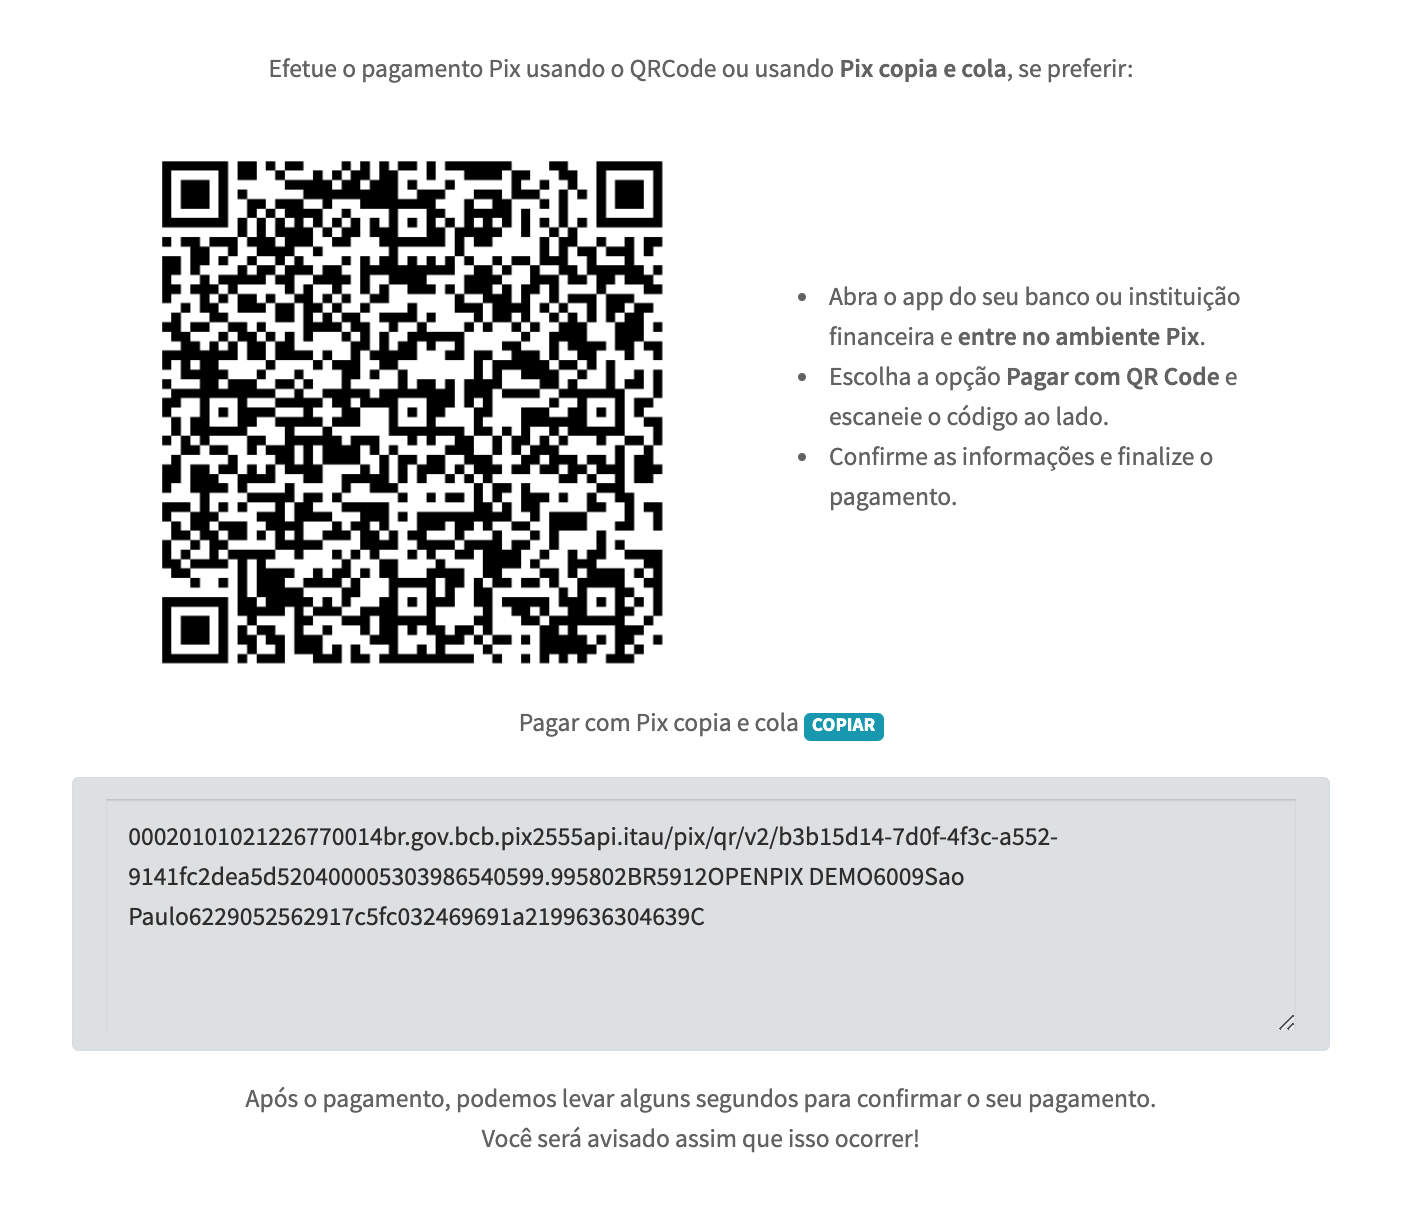 Efetue o pagamento Pix usando o QRCode ou usando Pix copia e cola, se preferir:
Abra o app do seu banco ou instituição
financeira e entre no ambiente Pix.
Escolha a opção Pagar com QR Code e
escaneie o código ao lado.
Confirme as informações e finalize o
pagamento.
Pagar com Pix copia e cola COPIAR
00020101021226770014br.gov.bcb.pix2555api.itau/pix/qr/v2/b3b15d14-7d0f-4f3c-a552-
9141fc2dea5d5204000005303986540599.995802BR5912OPENPIX DEMO6009Sao
Paulo6229052562917c5fc032469691a2199636304639C
Após o pagamento, podemos levar alguns segundos para confirmar o seu pagamento.
Você será avisado assim que isso ocorrer!